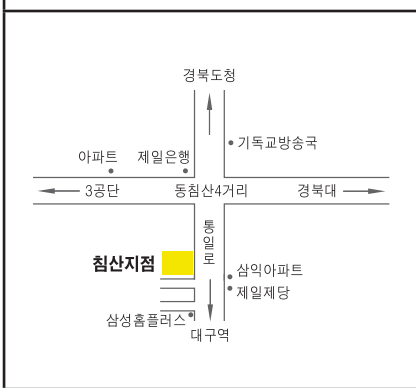 경북도청
기독교방송국
아파트
제일은행
3공단
동침산4거리
경북대
통일로
침산지점
삼익아파트
제일제당
삼성홈플러스
대구역